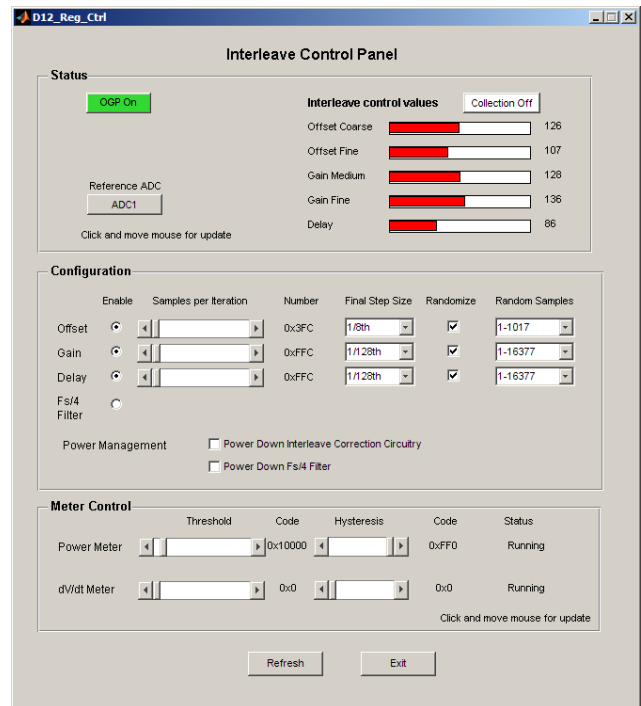 D12_Reg_Ctrl
Interleave Control Panel
Status
OGP On
Interleave control values
Collection Off
Offset Coarse 126
Offset Fine 107
Gain Medium 128
Reference ADC
ADC1
Gain Fine 136
Delay 86
Click and move mouse for update
Configuration
Enable Samples per Iteration Number Final Step Size Randomize Random Samples
Offset 0x3FC 1/8th 1-1017
Gain 0xFFC 1/128th 1-16377
Delay 0xFFC 1/128th 1-16377
Fs/4
Filter
Power Management Power Down Interleave Correction Circuitry
Power Down Fs/4 Filter
Meter Control
Threshold Code Hysteresis Code Status
Power Meter 0x10000 0xFF0 Running
dV/dt Meter 0x0 0x0 Running
Click and move mouse for update
Refresh Exit